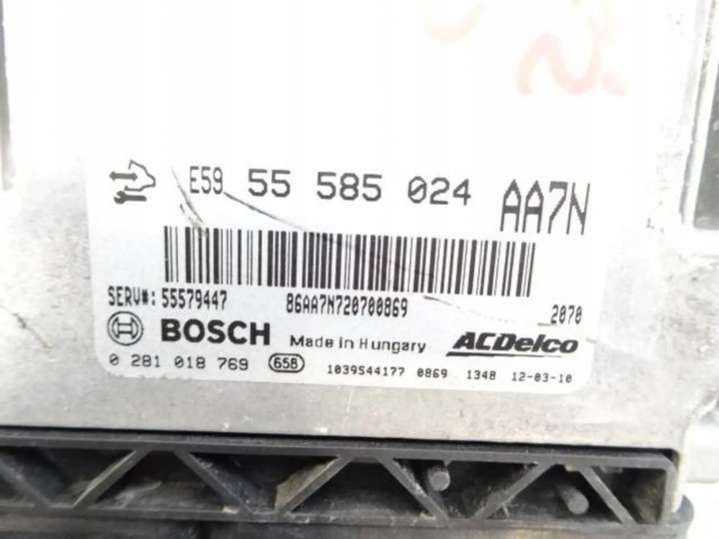 E59 55 585 024 AA7N
SERV#: 55579447 86AA7N720700869 2070
BOSCH Made in Hungary ACDelco
0 281 018 769 658 1039S44177 0869 1348 12-03-10